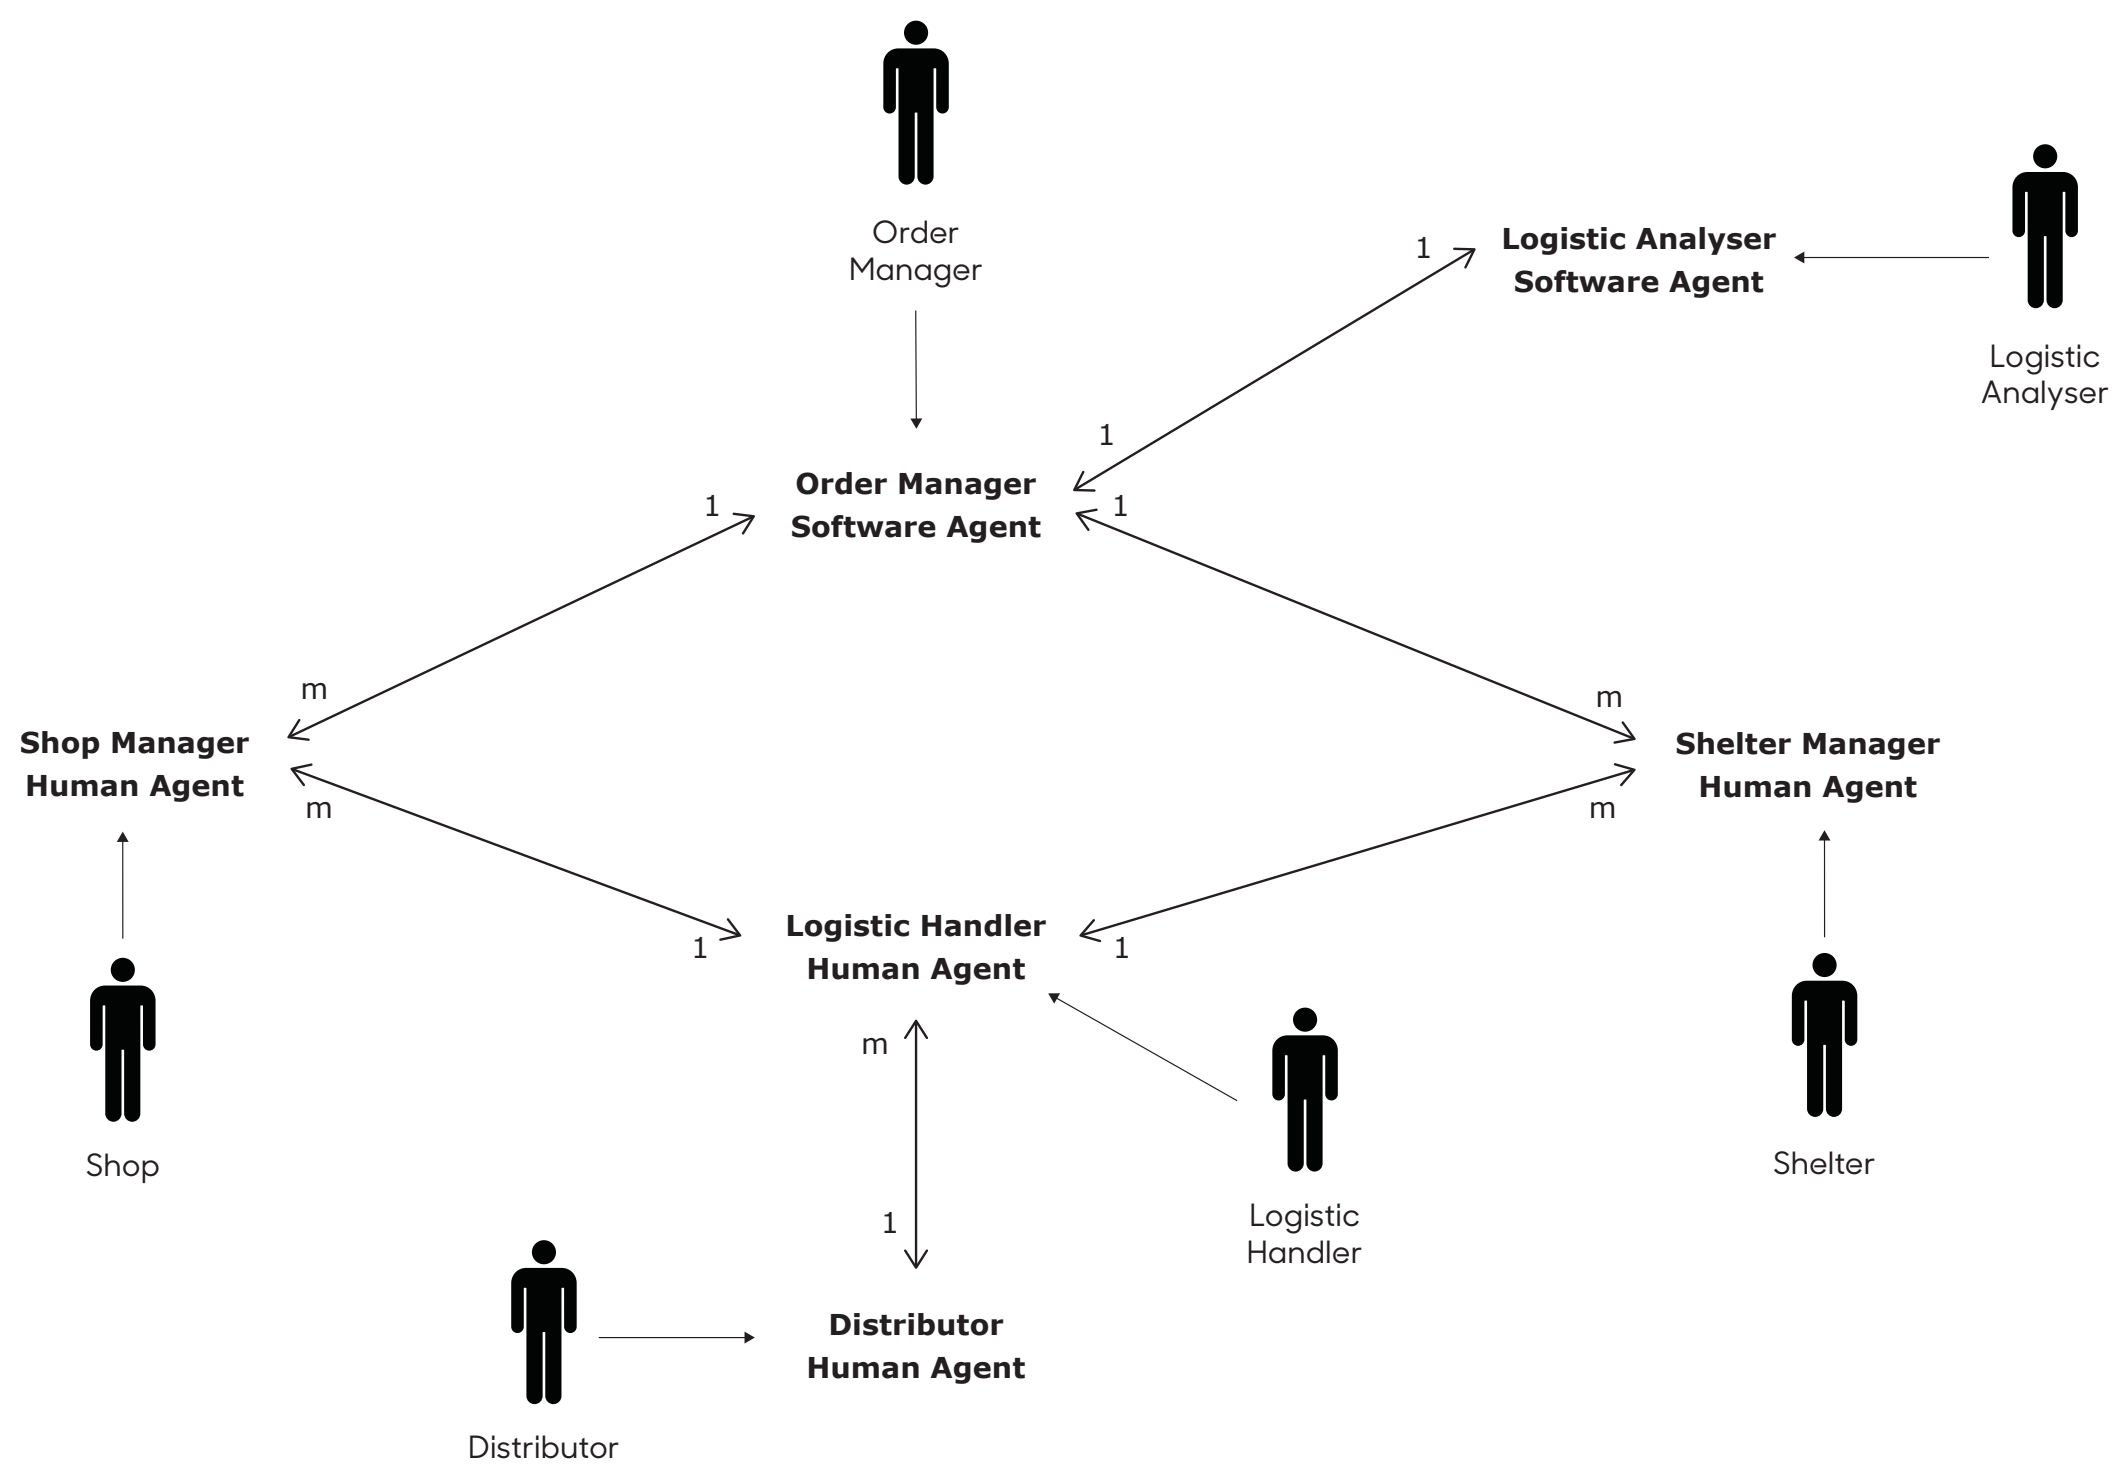 Order
Manager
1
Logistic Analyser
Software Agent
Logistic
Analyser
1
Order Manager
Software Agent
1
1
m
m
Shop Manager
Human Agent
Shelter Manager
Human Agent
m
m
Logistic Handler
Human Agent
1
1
m
Shop
Shelter
1
Logistic
Handler
Distributor
Human Agent
Distributor